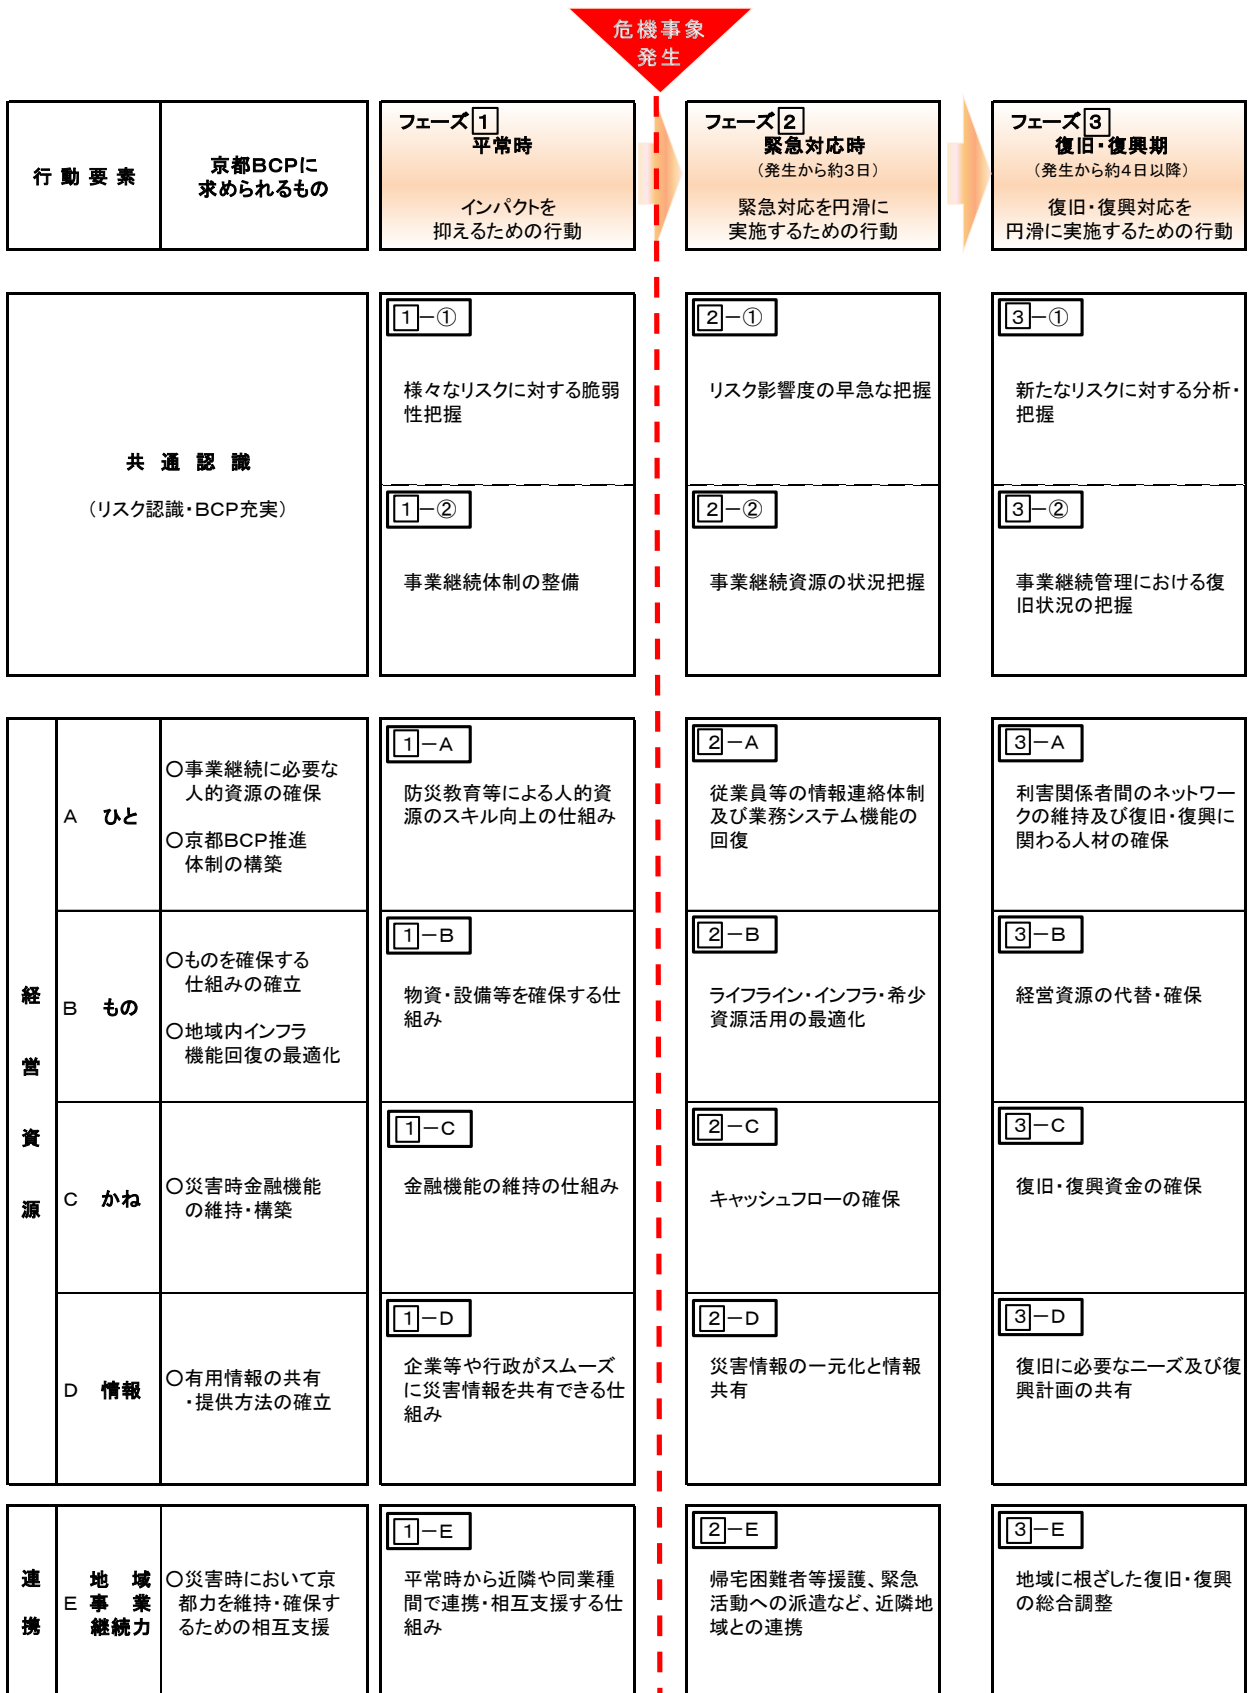 危機事象
発生
行動要素
京都BCPに
求められるもの
フェーズ1
平常時
インパクトを
抑えるための行動
フェーズ2
緊急対応時
（発生から約3日）
緊急対応を円滑に
実施するための行動
フェーズ3
復旧・復興期
（発生から約4日以降）
復旧・復興対応を
円滑に実施するための行動
共通認識
（リスク認識・BCP充実）
1－①
様々なリスクに対する脆弱
性把握
2－①
リスク影響度の早急な把握
3－①
新たなリスクに対する分析・
把握
1－②
事業継続体制の整備
2－②
事業継続資源の状況把握
3－②
事業継続管理における復
旧状況の把握
経営資源
A ひと
○事業継続に必要な
人的資源の確保
○京都BCP推進
体制の構築
1－A
防災教育等による人的資
源のスキル向上の仕組み
2－A
従業員等の情報連絡体制
及び業務システム機能の
回復
3－A
利害関係者間のネットワー
クの維持及び復旧・復興に
関わる人材の確保
B もの
○ものを確保する
仕組みの確立
○地域内インフラ
機能回復の最適化
1－B
物資・設備等を確保する仕
組み
2－B
ライフライン・インフラ・希少
資源活用の最適化
3－B
経営資源の代替・確保
C かね
○災害時金融機能
の維持・構築
1－C
金融機能の維持の仕組み
2－C
キャッシュフローの確保
3－C
復旧・復興資金の確保
D 情報
○有用情報の共有
・提供方法の確立
1－D
企業等や行政がスムーズ
に災害情報を共有できる仕
組み
2－D
災害情報の一元化と情報
共有
3－D
復旧に必要なニーズ及び復
興計画の共有
連携
E
地域
事業
継続力
○災害時において京
都力を維持・確保す
るための相互支援
1－E
平常時から近隣や同業種
間で連携・相互支援する仕
組み
2－E
帰宅困難者等援護、緊急
活動への派遣など、近隣地
域との連携
3－E
地域に根ざした復旧・復興
の総合調整